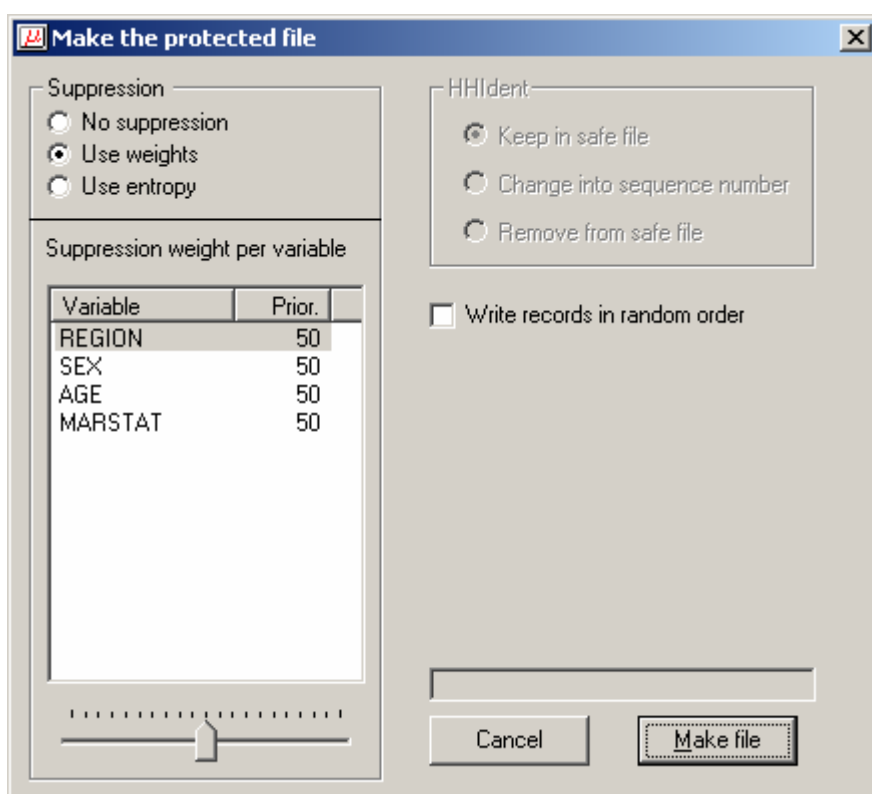 μ Make the protected file
Suppression
No suppression
Use weights
Use entropy
Suppression weight per variable
Variable Prior.
REGION 50
SEX 50
AGE 50
MARSTAT 50
HHIdent
Keep in safe file
Change into sequence number
Remove from safe file
Write records in random order
Cancel Make file